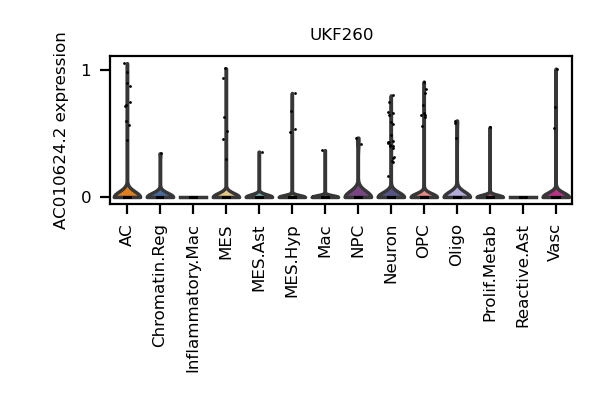 UKF260
AC010624.2 expression
1
0
AC
Chromatin.Reg
Inflammatory.Mac
MES
MES.Ast
MES.Hyp
Mac
NPC
Neuron
OPC
Oligo
Prolif.Metab
Reactive.Ast
Vasc